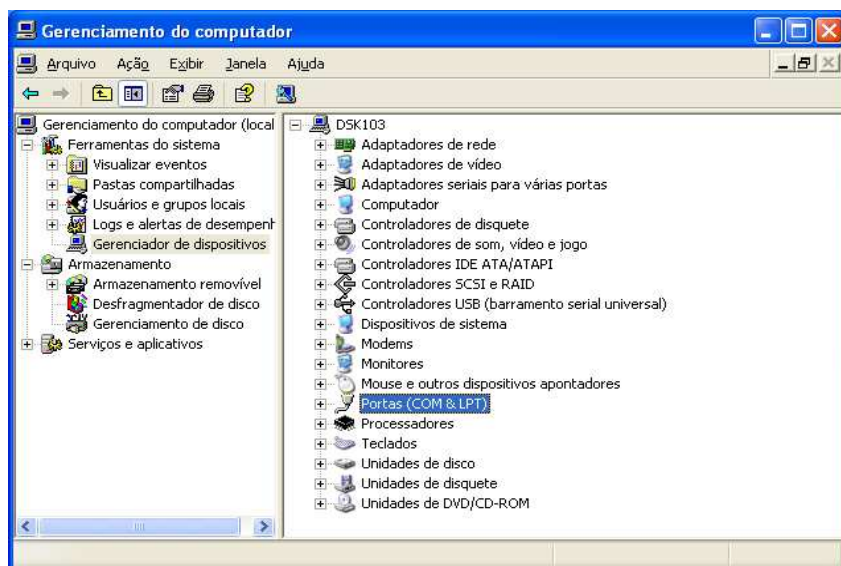 Gerenciamento do computador
Arquivo Ação Exibir Janela Ajuda
Gerenciamento do computador (local
Ferramentas do sistema
Visualizar eventos
Pastas compartilhadas
Usuários e grupos locais
Logs e alertas de desempenh
Gerenciador de dispositivos
Armazenamento
Armazenamento removível
Desfragmentador de disco
Gerenciamento de disco
Serviços e aplicativos
DSK103
Adaptadores de rede
Adaptadores de vídeo
Adaptadores seriais para várias portas
Computador
Controladores de disquete
Controladores de som, vídeo e jogo
Controladores IDE ATA/ATAPI
Controladores SCSI e RAID
Controladores USB (barramento serial universal)
Dispositivos de sistema
Modems
Monitores
Mouse e outros dispositivos apontadores
Portas (COM & LPT)
Processadores
Teclados
Unidades de disco
Unidades de disquete
Unidades de DVD/CD-ROM